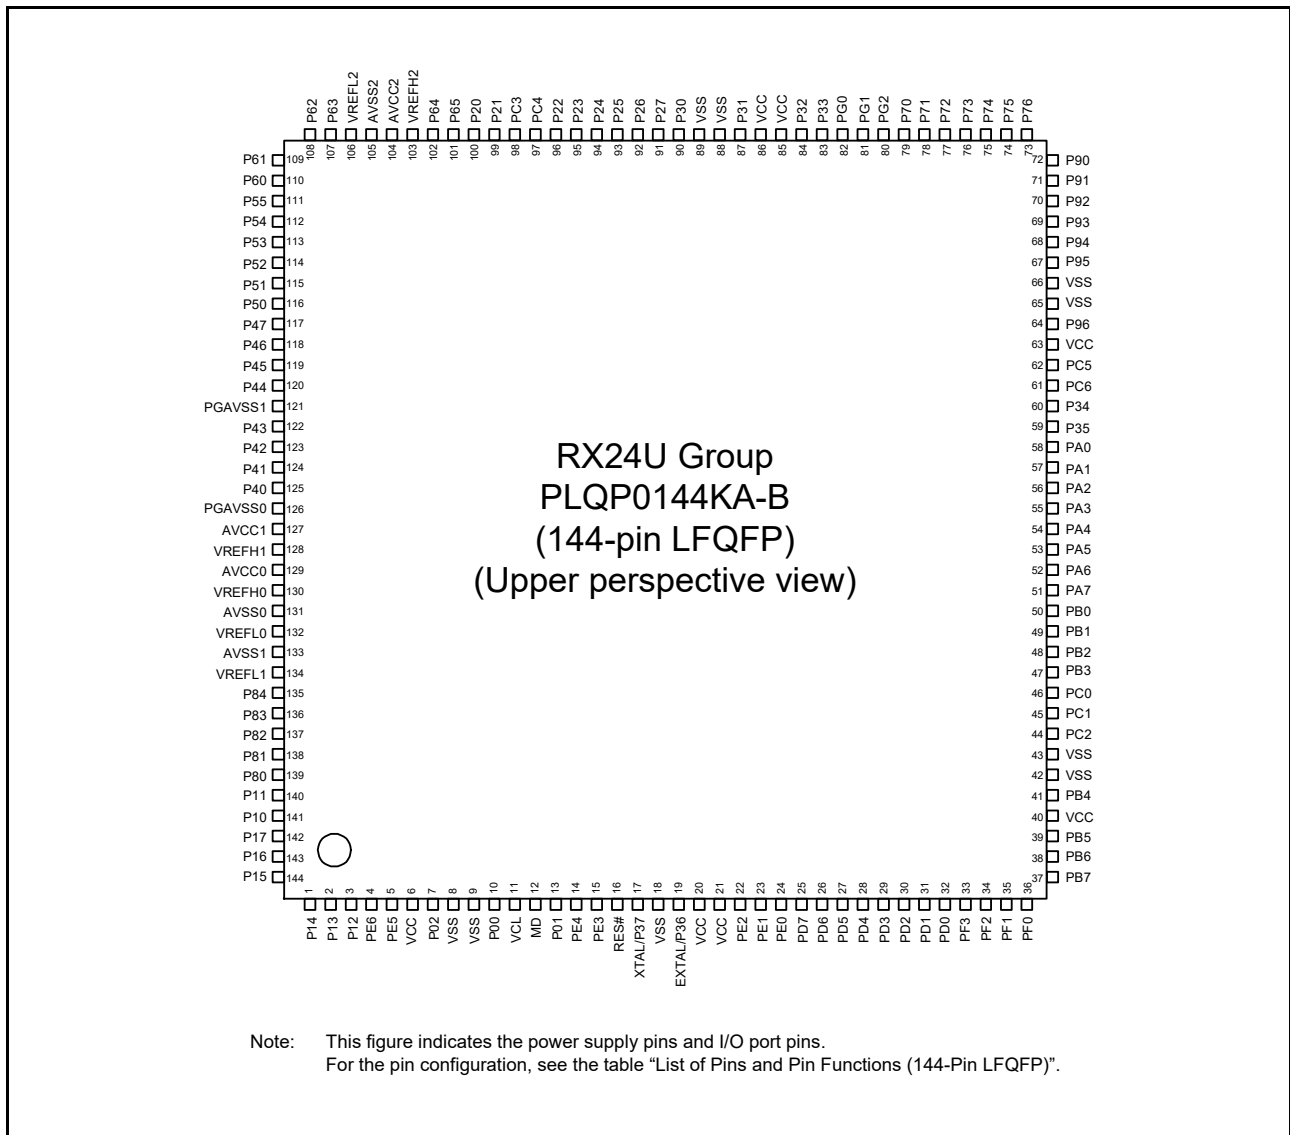 P62 P63 VREFL2 AVSS2 AVCC2 VREFH2 P64 P65 P20 P21 PC3 PC4 P22 P23 P24 P25 P26 P27 P30 VSS VSS P31 VCC VCC P32 P33 PG0 PG1 PG2 P70 P71 P72 P73 P74 P75 P76
108 107 106 105 104 103 102 101 100 99 98 97 96 95 94 93 92 91 90 89 88 87 86 85 84 83 82 81 80 79 78 77 76 75 74 73
P61 109
P60 110
P55 111
P54 112
P53 113
P52 114
P51 115
P50 116
P47 117
P46 118
P45 119
P44 120
PGAVSS1 121
P43 122
P42 123
P41 124
P40 125
PGAVSS0 126
AVCC1 127
VREFH1 128
AVCC0 129
VREFH0 130
AVSS0 131
VREFL0 132
AVSS1 133
VREFL1 134
P84 135
P83 136
P82 137
P81 138
P80 139
P11 140
P10 141
P17 142
P16 143
P15 144
RX24U Group
PLQP0144KA-B
(144-pin LFQFP)
(Upper perspective view)
72 P90
71 P91
70 P92
69 P93
68 P94
67 P95
66 VSS
65 VSS
64 P96
63 VCC
62 PC5
61 PC6
60 P34
59 P35
58 PA0
57 PA1
56 PA2
55 PA3
54 PA4
53 PA5
52 PA6
51 PA7
50 PB0
49 PB1
48 PB2
47 PB3
46 PC0
45 PC1
44 PC2
43 VSS
42 VSS
41 PB4
40 VCC
39 PB5
38 PB6
37 PB7
1 2 3 4 5 6 7 8 9 10 11 12 13 14 15 16 17 18 19 20 21 22 23 24 25 26 27 28 29 30 31 32 33 34 35 36
P14 P13 P12 PE6 PE5 VCC P02 VSS VSS P00 VCL MD P01 PE4 PE3 RES# XTAL/P37 VSS EXTAL/P36 VCC VCC PE2 PE1 PE0 PD7 PD6 PD5 PD4 PD3 PD2 PD1 PD0 PF3 PF2 PF1 PF0
Note: This figure indicates the power supply pins and I/O port pins.
For the pin configuration, see the table “List of Pins and Pin Functions (144-Pin LFQFP)”.